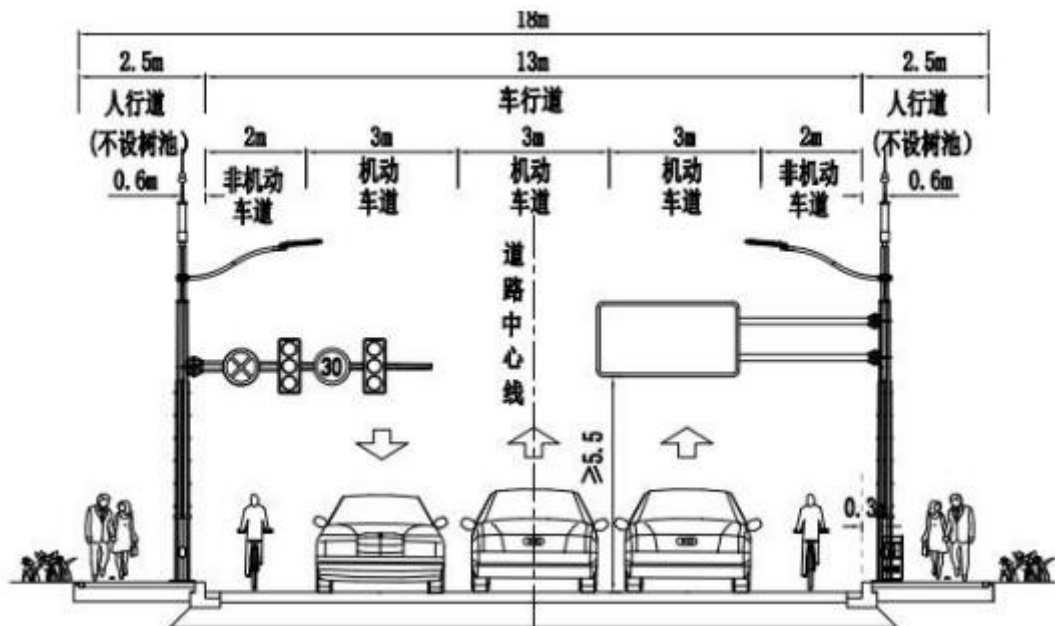 18m
2.5m
13m
2.5m
人行道
(不设树池)
车行道
人行道
(不设树池)
2m
3m
3m
3m
2m
非机动
车道
机动
车道
机动
车道
机动
车道
非机动
车道
0.6m
0.6m
道路中心线
30
≥5.5
0.3m